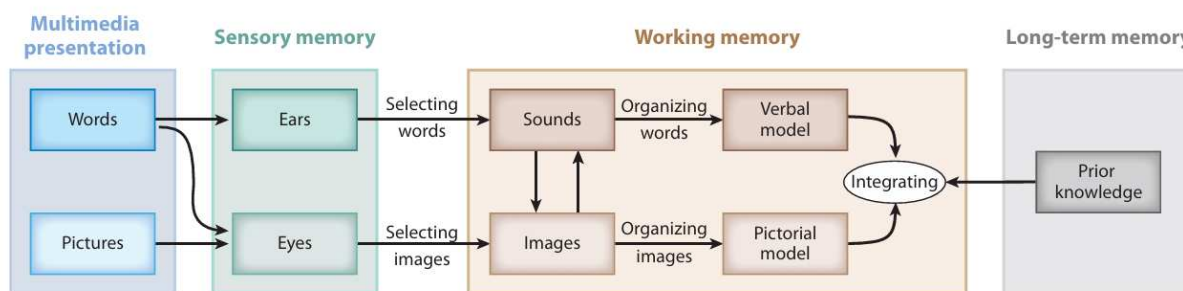 Multimedia
presentation
Sensory memory
Working memory
Long-term memory
Words
Ears
Selecting
words
Sounds
Organizing
words
Verbal
model
Integrating
Prior
knowledge
Pictures
Eyes
Selecting
images
Images
Organizing
images
Pictorial
model